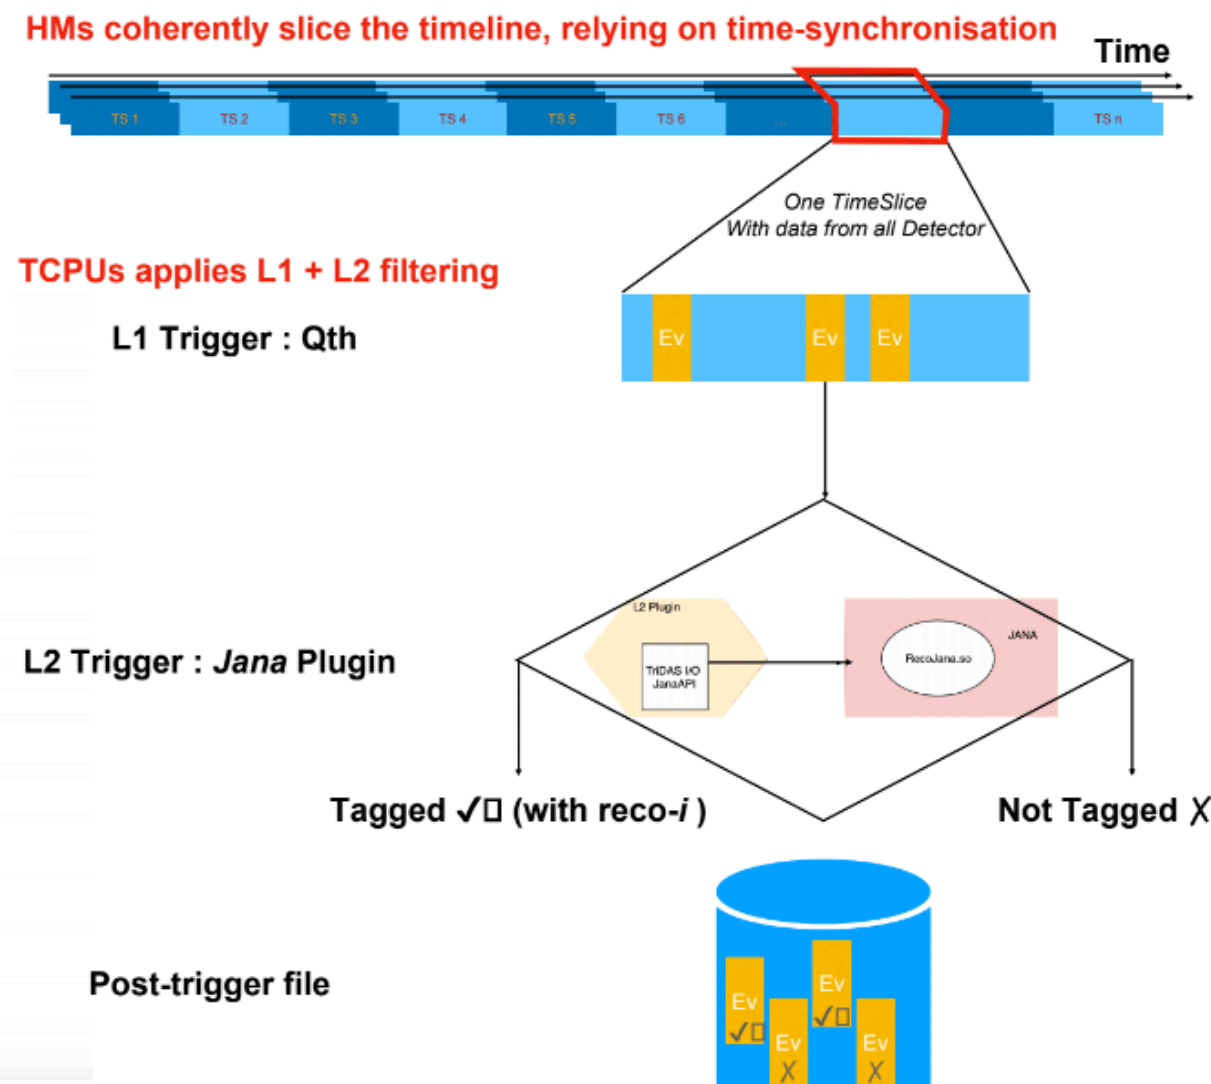 HMs coherently slice the timeline, relying on time-synchronisation
Time
TS 1 TS 2 TS 3 TS 4 TS 5 TS 6 ... TS n
One TimeSlice
With data from all Detector
TCPUs applies L1 + L2 filtering
L1 Trigger : Qth
Ev Ev Ev
L2 Plugin
JANA
L2 Trigger : Jana Plugin
TriDAS I/O
JanaAPI
RecoJana.so
Tagged ✓▯ (with reco-i )
Not Tagged ╳
Post-trigger file
Ev
✓▯
Ev
╳
Ev
✓▯
Ev
╳